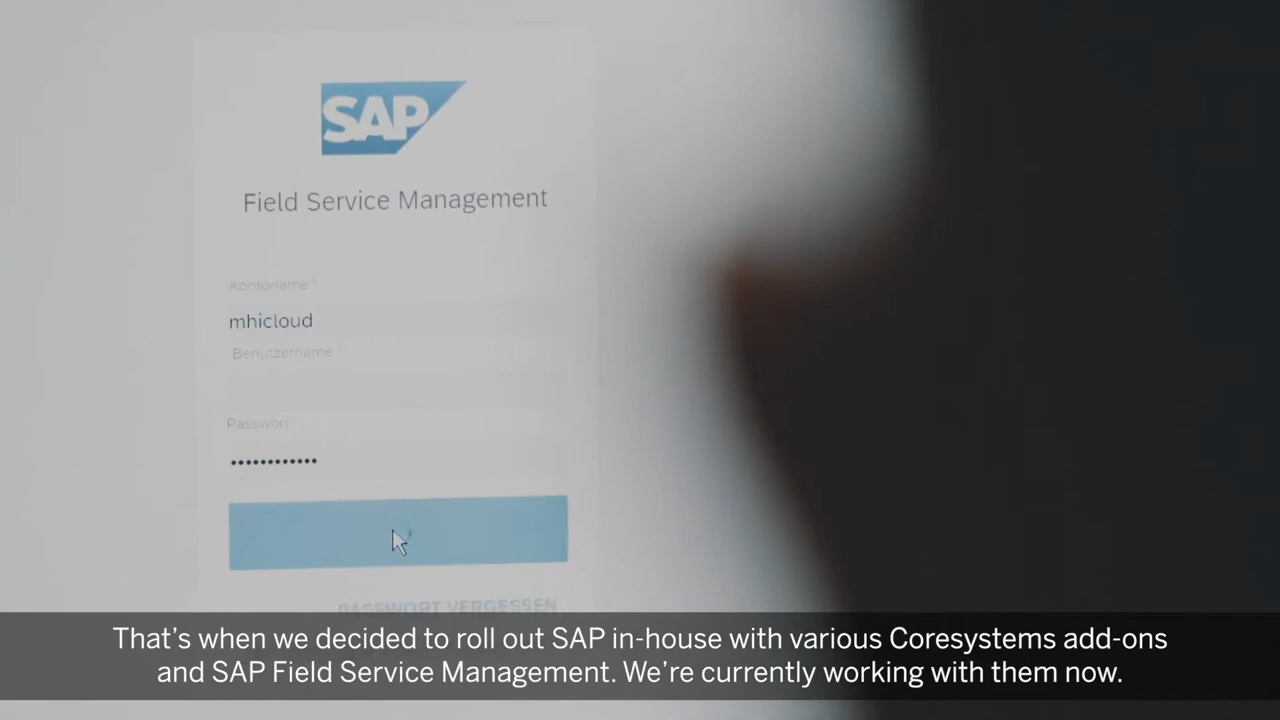 SAP
Field Service Management
Kontoname *
mhicloud
Benutzername *
Passwort *
••••••••••••
PASSWORT VERGESSEN
That's when we decided to roll out SAP in-house with various Coresystems add-ons
and SAP Field Service Management. We're currently working with them now.